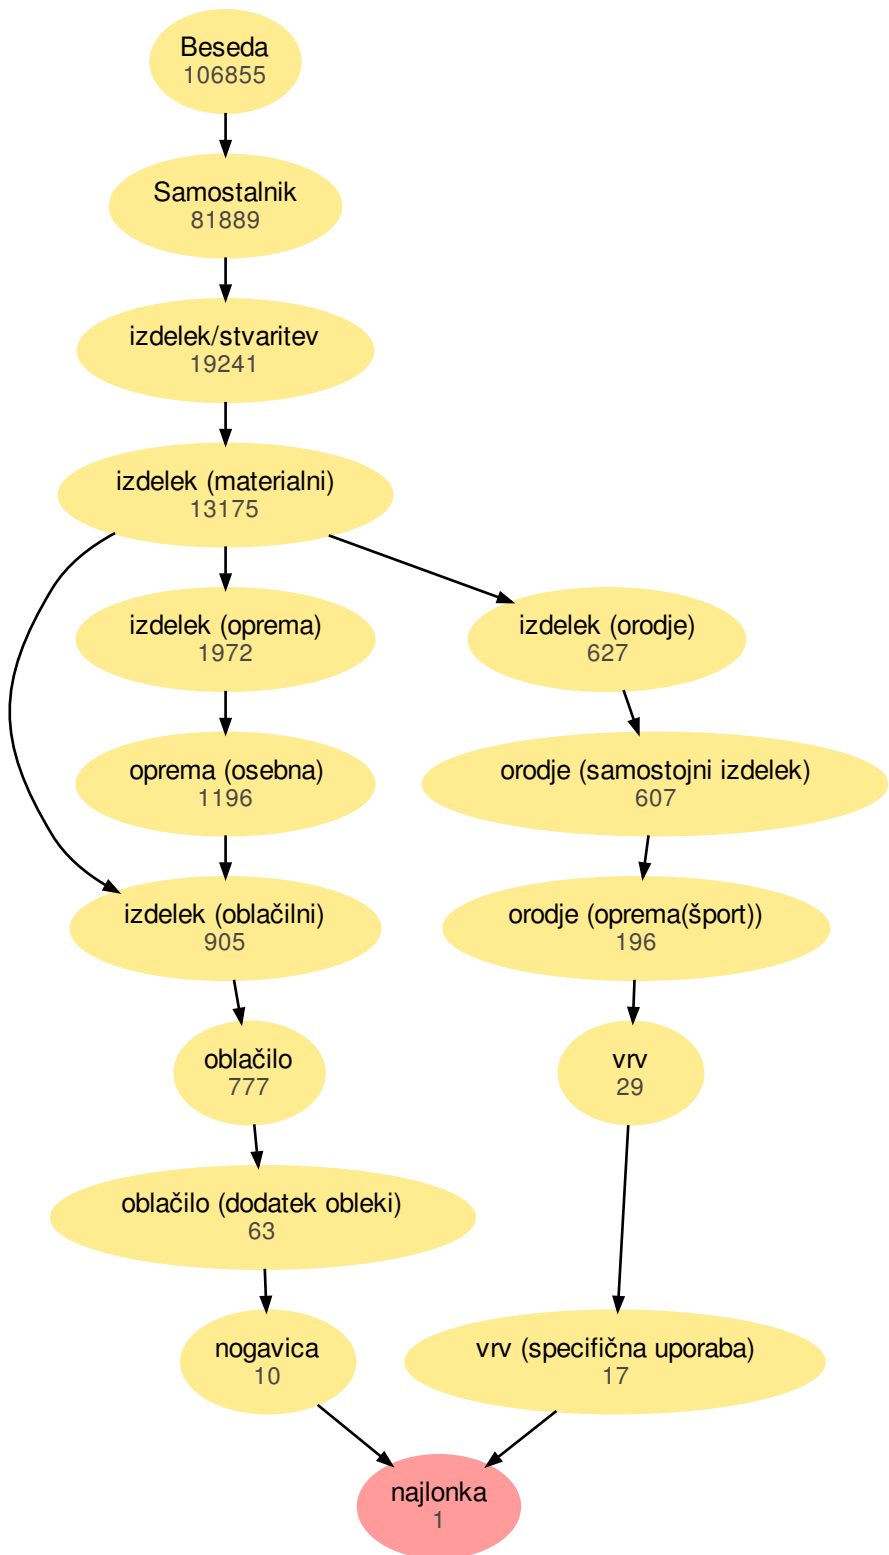 Beseda
106855
Samostalnik
81889
izdelek/stvaritev
19241
izdelek (materialni)
13175
izdelek (oprema)
1972
izdelek (orodje)
627
oprema (osebna)
1196
orodje (samostojni izdelek)
607
izdelek (oblačilni)
905
orodje (oprema(šport))
196
oblačilo
777
vrv
29
oblačilo (dodatek obleki)
63
nogavica
10
vrv (specifična uporaba)
17
najlonka
1